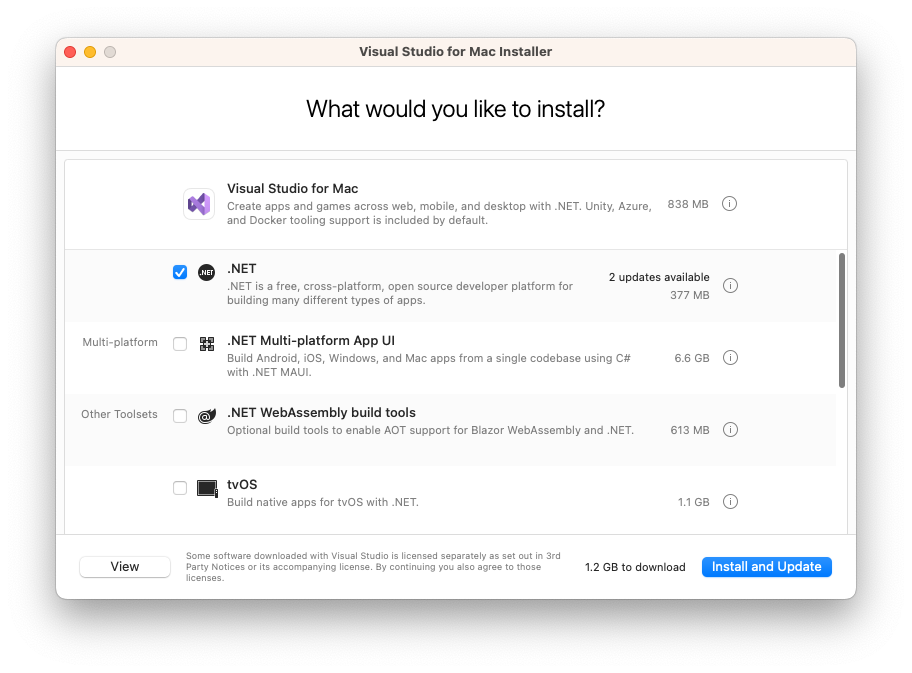 Visual Studio for Mac Installer
What would you like to install?
Visual Studio for Mac
Create apps and games across web, mobile, and desktop with .NET. Unity, Azure,
and Docker tooling support is included by default.
838 MB
.NET
.NET
.NET is a free, cross-platform, open source developer platform for
building many different types of apps.
2 updates available
377 MB
Multi-platform
.NET Multi-platform App UI
Build Android, iOS, Windows, and Mac apps from a single codebase using C#
with .NET MAUI.
6.6 GB
Other Toolsets
.NET WebAssembly build tools
Optional build tools to enable AOT support for Blazor WebAssembly and .NET.
613 MB
tvOS
Build native apps for tvOS with .NET.
1.1 GB
View
Some software downloaded with Visual Studio is licensed separately as set out in 3rd
Party Notices or its accompanying license. By continuing you also agree to those
licenses.
1.2 GB to download
Install and Update